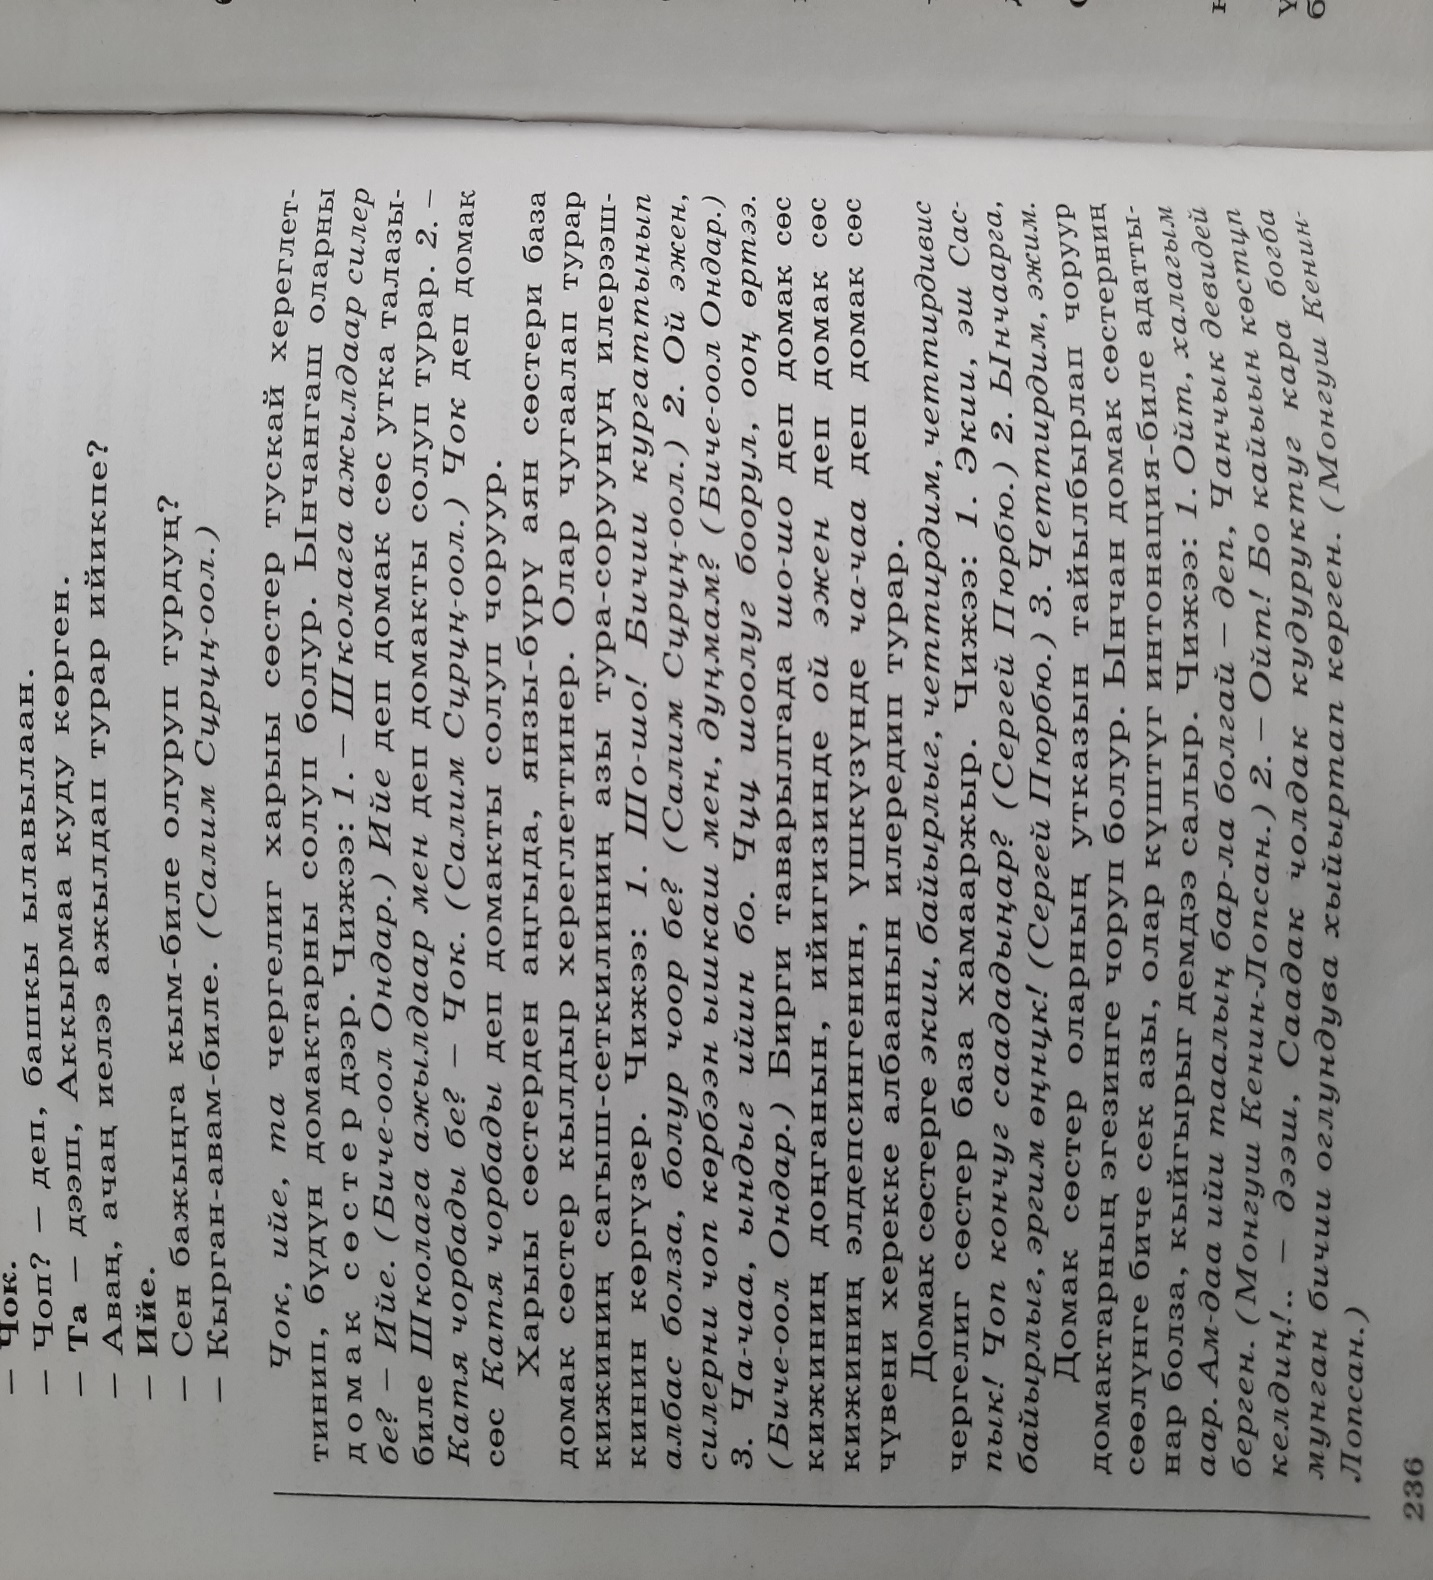 – Чок.
– Чоп? – деп, башкы ылавылаан.
– Та – дээш, Аккырмаа куду көрген.
– Аваң, ачаң иелээ ажылдап турар ийикпе?
– Ийе.
– Сен бажыңга кым-биле олуруп турдуң?
– Кырган-авам-биле. (Салим Сүрүң-оол.)
Чок, ийе, та чергелиг харыы сөстер тускай хереглет-
тинип, бүдүн домактарны солуп болур. Ынчангаш оларны
домак сөстер дээр. Чижээ: 1. – Школага ажылдаар силер
бе? – Ийе. (Биче-оол Ондар.) Ийе деп домак сөс утка талазы-
биле Школага ажылдаар мен деп домакты солуп турар. 2. –
Катя чорбады бе? – Чок. (Салим Сүрүң-оол.) Чок деп домак
сөс Катя чорбады деп домакты солуп чоруур.
Харыы сөстерден аңгыда, янзы-бүрү аян сөстери база
домак сөстер кылдыр хереглеттинер. Олар чугаалап турар
кижиниң сагыш-сеткилиниң азы тура-соруунуң илерээш-
кинин көргүзер. Чижээ: 1. Шо-шо! Бичии кургаттынып
албас болза, болур чоор бе? (Салим Сүрүң-оол.) 2. Ой эжен,
силерни чоп көрбээн ышкаш мен, дуңмам? (Биче-оол Ондар.)
3. Ча-чаа, ындыг ийин бо. Чүү шоолуг боорул, ооң өртээ.
(Биче-оол Ондар.) Бирги таварылгада шо-шо деп домак сөс
кижиниң доңганын, ийигизинде ой эжен деп домак сөс
кижиниң элдепсингенин, үшкүзүнде ча-чаа деп домак сөс
чүвени херекке албаанын илередип турар.
Домак сөстерге экии, байырлыг, четтирдим, четтирдивис
чергелиг сөстер база хамааржыр. Чижээ: 1. Экии, эш Сас-
пык! Чоп кончуг саададыңар? (Сергей Пюрбю.) 2. Ынчаарга,
байырлыг, эргим өңнүк! (Сергей Пюрбю.) 3. Четтирдим, эжим.
Домак сөстер оларның утказын тайылбырлап чоруур
домактарның эгезинге чоруп болур. Ынчан домак сөстерниң
сөөлүнге биче сек азы, олар күштүг интонация-биле адатты-
нар болза, кыйгырыг демдээ салыр. Чижээ: 1. Ойт, халагым
аар. Ам-даа ийи таалың бар-ла болгай – деп, Чанчык девидей
берген. (Монгуш Кенин-Лопсан.) 2. – Ойт! Бо кайыын көстүп
келдиң!.. – дээш, Саадак чолдак кудуруктуг кара богба
мунган бичии оглундува хыйыртап көрген. (Монгуш Кенин-
Лопсан.)
236